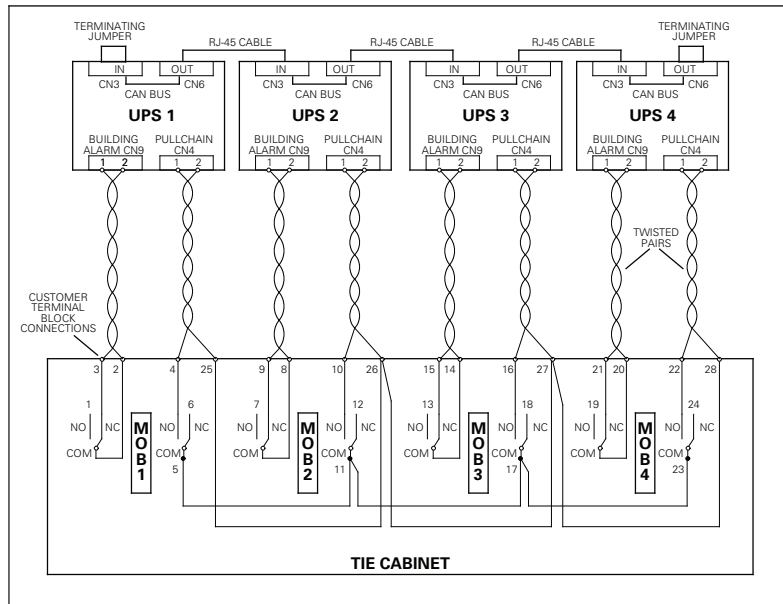 TERMINATING
JUMPER
RJ-45 CABLE
RJ-45 CABLE
RJ-45 CABLE
TERMINATING
JUMPER
IN OUT
CN3 CN6
CAN BUS
UPS 1
BUILDING
ALARM CN9
PULLCHAIN
CN4
1 2 1 2
IN OUT
CN3 CN6
CAN BUS
UPS 2
BUILDING
ALARM CN9
PULLCHAIN
CN4
1 2 1 2
IN OUT
CN3 CN6
CAN BUS
UPS 3
BUILDING
ALARM CN9
PULLCHAIN
CN4
1 2 1 2
IN OUT
CN3 CN6
CAN BUS
UPS 4
BUILDING
ALARM CN9
PULLCHAIN
CN4
1 2 1 2
TWISTED
PAIRS
CUSTOMER
TERMINAL
BLOCK
CONNECTIONS
3 2 4 25 9 8 10 26 15 14 16 27 21 20 22 28
1 6 7 12 13 18 19 24
NO NC NO NC NO NC NO NC NO NC NO NC NO NC NO NC
COM COM COM COM COM COM COM COM
5 11 17 23
MOB1
MOB2
MOB3
MOB4
TIE CABINET